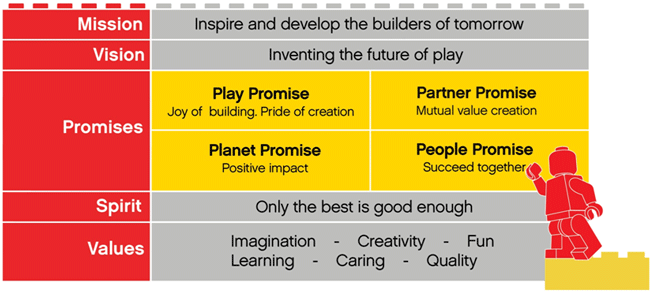 Mission
Inspire and develop the builders of tomorrow
Vision
Inventing the future of play
Promises
Play Promise
Joy of building. Pride of creation
Partner Promise
Mutual value creation
Planet Promise
Positive impact
People Promise
Succeed together
Spirit
Only the best is good enough
Values
Imagination - Creativity - Fun
Learning - Caring - Quality